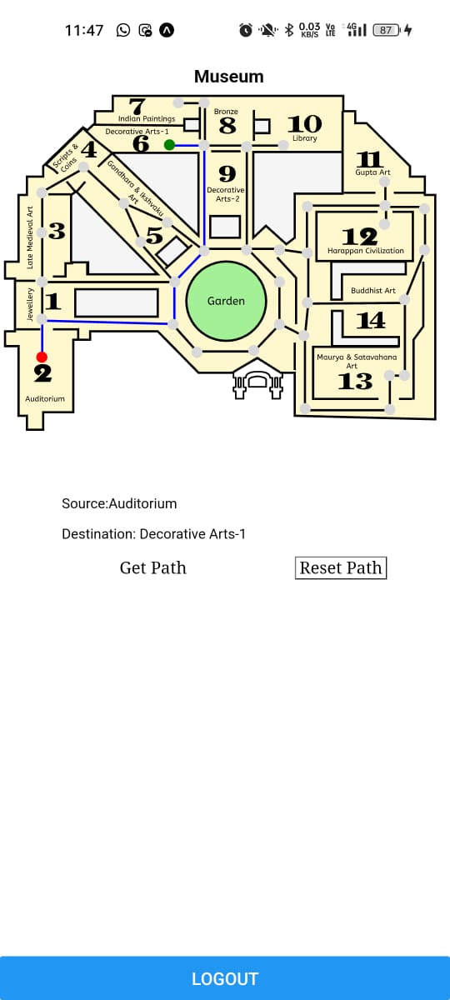 11:47
0.03 KB/S
Vo LTE
4G
87
Museum
7
Indian Paintings
Bronze
8
10
Library
Decorative Arts-1
6
Scripts & Coins
4
Gandhara & Ikshvaku Art
9
Decorative Arts-2
11
Gupta Art
Late Medieval Art
3
5
12
Harappan Civilization
Jewellery
1
Garden
Buddhist Art
14
2
Auditorium
Maurya & Satavahana Art
13
Source:Auditorium
Destination: Decorative Arts-1
Get Path
Reset Path
LOGOUT